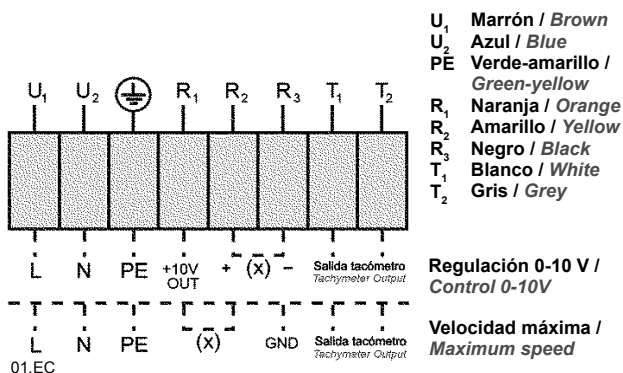 U1 U2 R1 R2 R3 T1 T2
L N PE +10V OUT + (x) – Salida tacómetro
Tachymeter Output
L N PE (x) GND Salida tacómetro
Tachymeter Output
01.EC
U1 Marrón / Brown
U2 Azul / Blue
PE Verde-amarillo /
Green-yellow
R1 Naranja / Orange
R2 Amarillo / Yellow
R3 Negro / Black
T1 Blanco / White
T2 Gris / Grey
Regulación 0-10 V /
Control 0-10V
Velocidad máxima /
Maximum speed